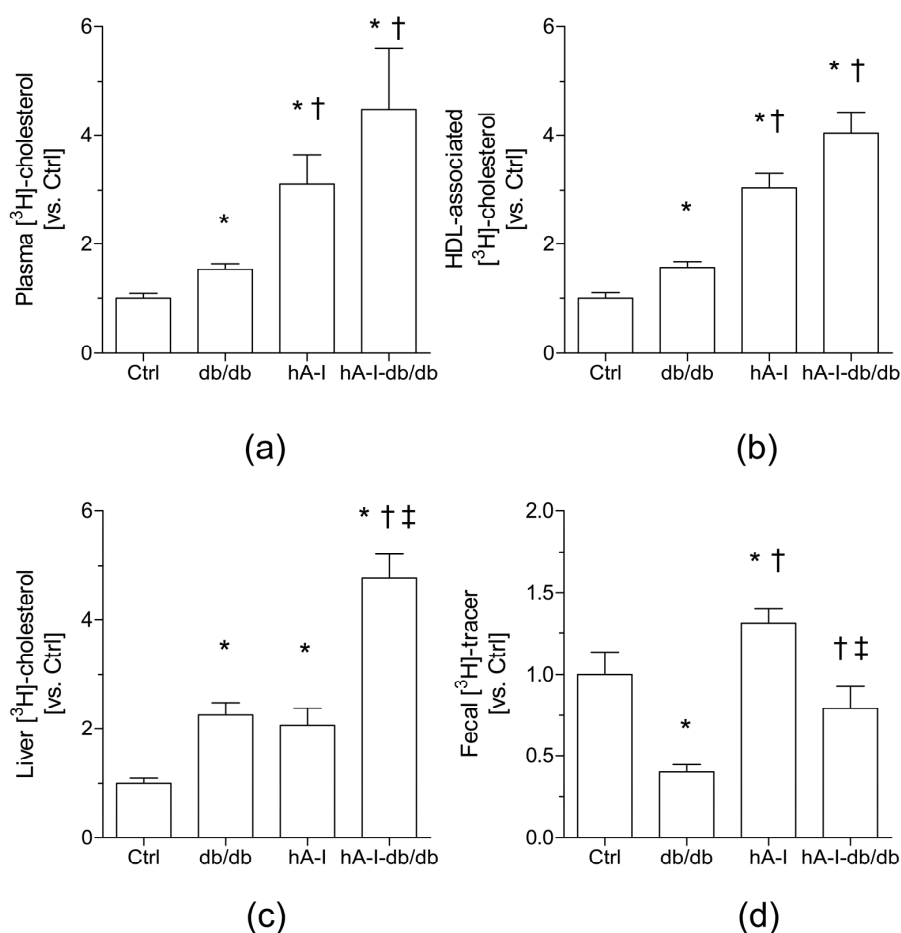 Plasma [³H]-cholesterol
[vs. Ctrl]
6
4
2
0
* 
* †
* †
Ctrl db/db hA-I hA-I-db/db
(a)
HDL-associated
[³H]-cholesterol
[vs. Ctrl]
6
4
2
0
*
* †
* †
Ctrl db/db hA-I hA-I-db/db
(b)
Liver [³H]-cholesterol
[vs. Ctrl]
6
4
2
0
*
*
* † ‡
Ctrl db/db hA-I hA-I-db/db
(c)
Fecal [³H]-tracer
[vs. Ctrl]
2.0
1.5
1.0
0.5
0.0
*
* †
† ‡
Ctrl db/db hA-I hA-I-db/db
(d)